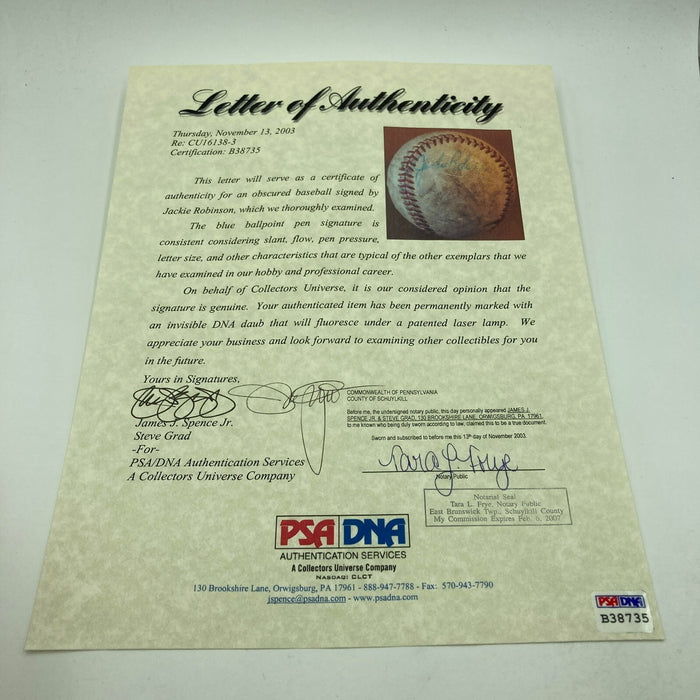 Letter of Authenticity
Thursday, November 13, 2003
Re: CU16138-3
Certification: B38735
This letter will serve as a certificate of
authenticity for an obscured baseball signed by
Jackie Robinson, which we thoroughly examined.
The blue ballpoint pen signature is
consistent considering slant, flow, pen pressure,
letter size, and other characteristics that are typical of the other exemplars that we
have examined in our hobby and professional career.
On behalf of Collectors Universe, it is our considered opinion that the
signature is genuine. Your authenticated item has been permanently marked with
an invisible DNA daub that will fluoresce under a patented laser lamp. We
appreciate your business and look forward to examining other collectibles for you
in the future.
Yours in Signatures,
James J. Spence Jr.
Steve Grad
-For-
PSA/DNA Authentication Services
A Collectors Universe Company
COMMONWEALTH OF PENNSYLVANIA
COUNTY OF SCHUYLKILL
Before me, the undersigned notary public, this day personally appeared JAMES J.
SPENCE JR. & STEVE GRAD, 130 BROOKSHIRE LANE, ORWIGSBURG, PA. 17961,
to me known who being duly sworn according to law, claimed this to be a true document.
Sworn and subscribed to before me this 13th day of November 2003.
Tara L. Frye
Notary Public
Notarial Seal
Tara L. Frye, Notary Public
East Brunswick Twp., Schuylkill County
My Commission Expires Feb. 6, 2007
PSA DNA
AUTHENTICATION SERVICES
A Collectors Universe Company
NASDAQ: CLCT
130 Brookshire Lane, Orwigsburg, PA 17961 - 888-947-7788 - Fax: 570-943-7790
jspence@psadna.com - www.psadna.com
PSA DNA
B38735